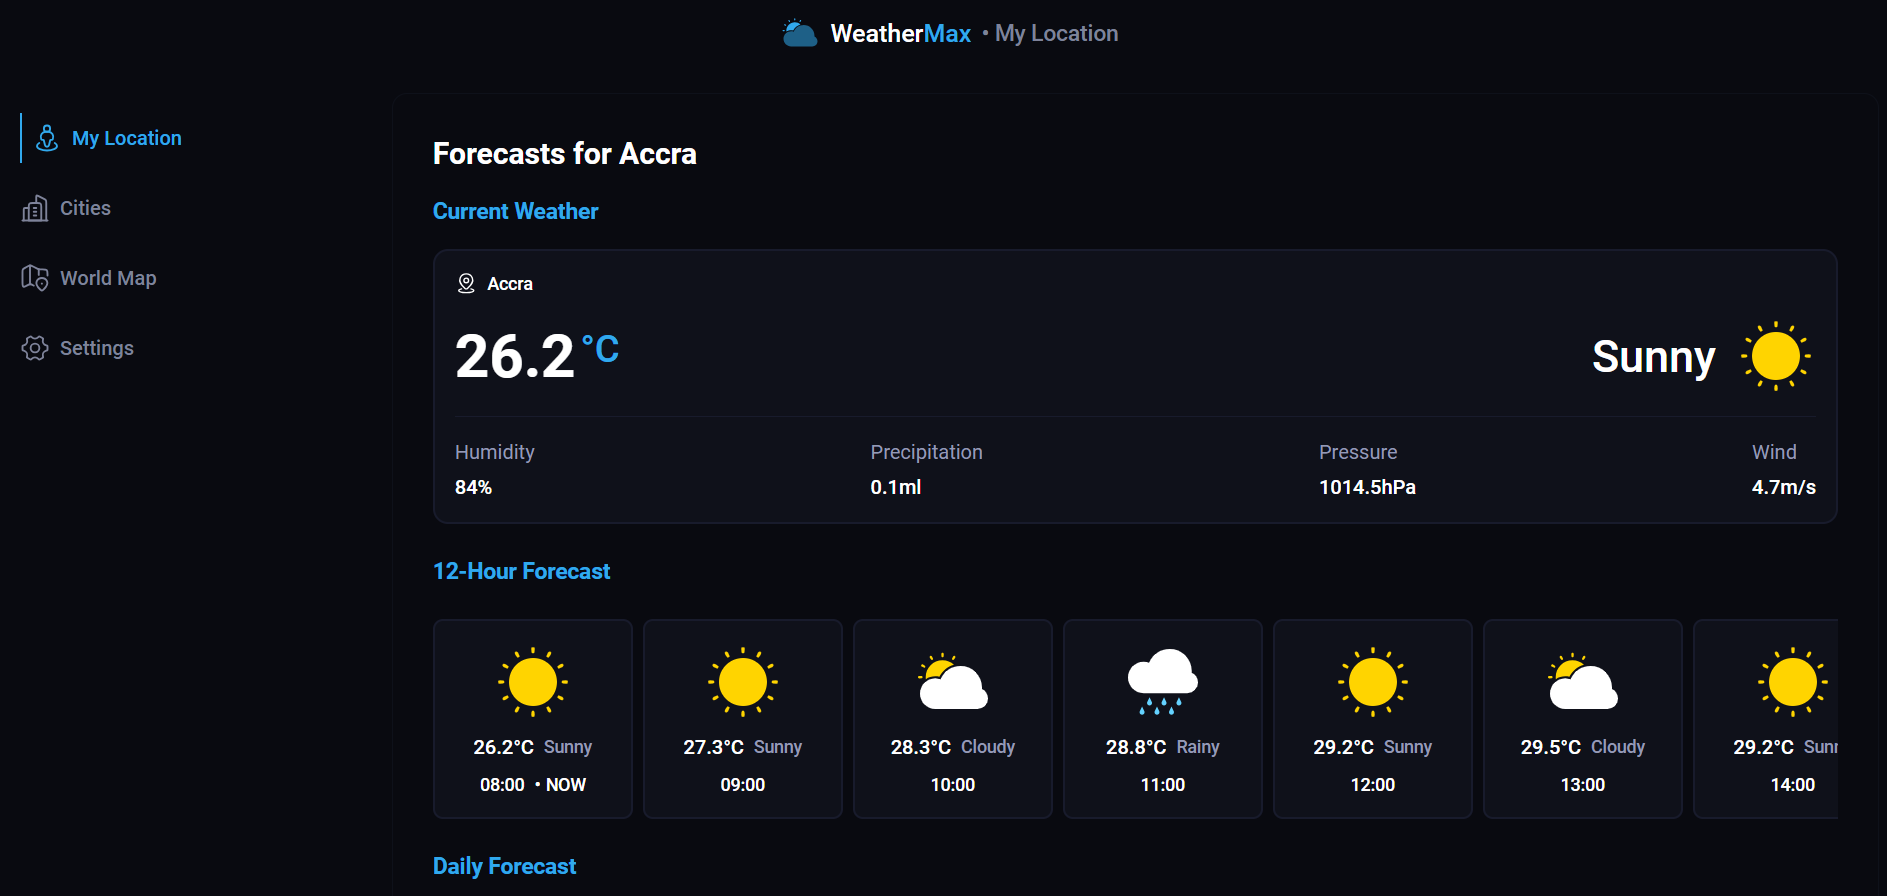 WeatherMax • My Location
My Location
Cities
World Map
Settings
Forecasts for Accra
Current Weather
Accra
26.2 °C
Sunny
Humidity
84%
Precipitation
0.1ml
Pressure
1014.5hPa
Wind
4.7m/s
12-Hour Forecast
26.2°C Sunny
08:00 • NOW
27.3°C Sunny
09:00
28.3°C Cloudy
10:00
28.8°C Rainy
11:00
29.2°C Sunny
12:00
29.5°C Cloudy
13:00
29.2°C
14:00
Daily Forecast